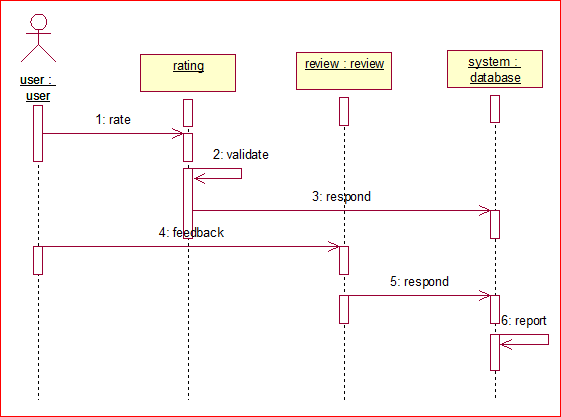 user :
user
rating
review : review
system :
database
1: rate
2: validate
3: respond
4: feedback
5: respond
6: report